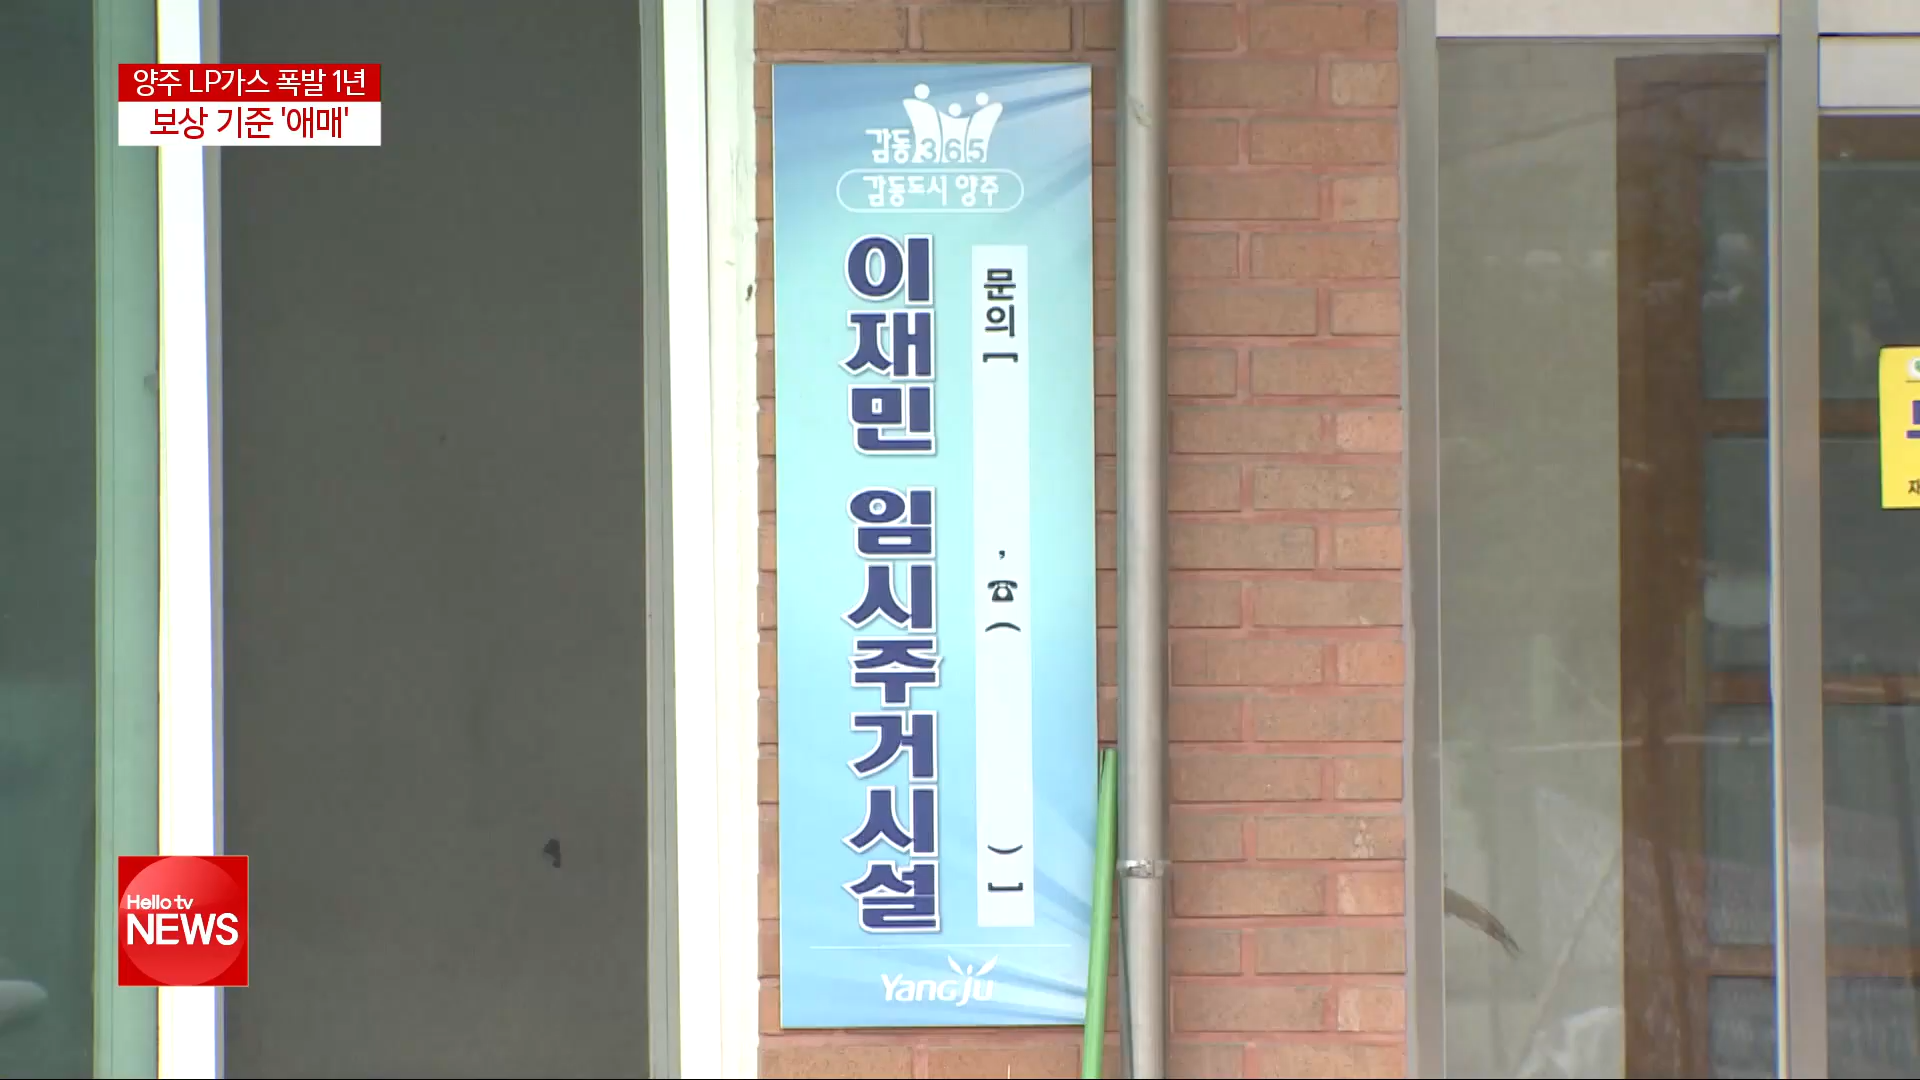 양주 LP가스 폭발 1년
보상 기준 '애매'
감동365
감동도시 양주
이재민 임시주거시설
문의 [ , ☎ ( ) ]
Yangju
Hello tv
NEWS